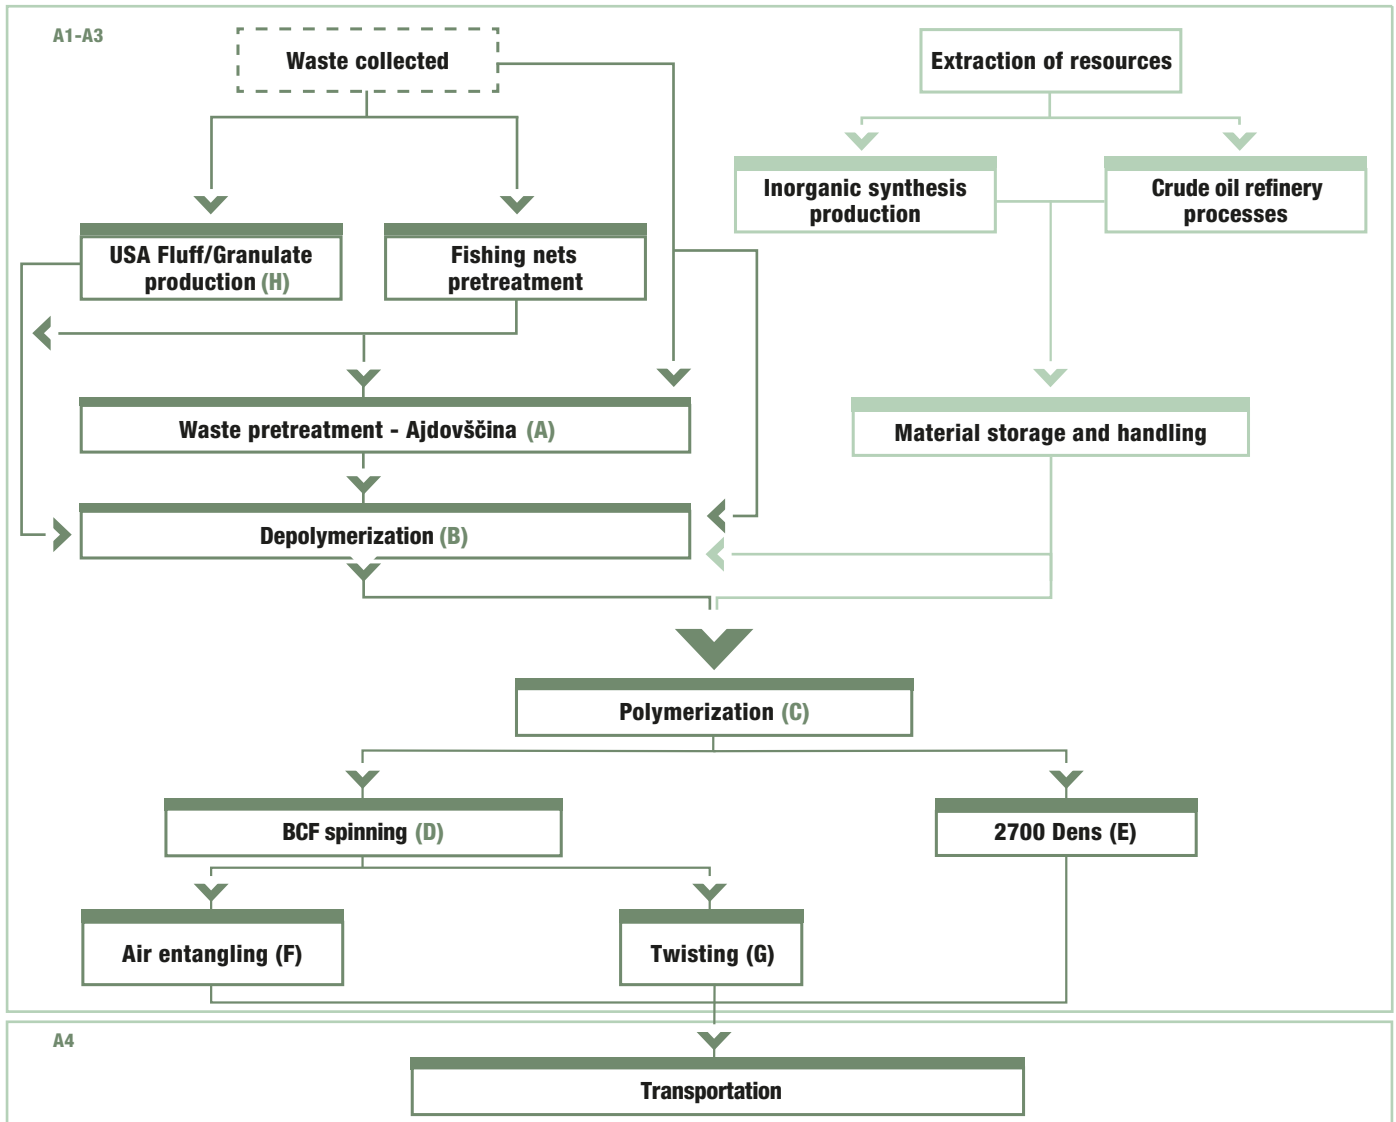 A1-A3
Waste collected
Extraction of resources
Inorganic synthesis
production
Crude oil refinery
processes
USA Fluff/Granulate
production (H)
Fishing nets
pretreatment
Waste pretreatment - Ajdovščina (A)
Material storage and handling
Depolymerization (B)
Polymerization (C)
BCF spinning (D)
2700 Dens (E)
Air entangling (F)
Twisting (G)
A4
Transportation